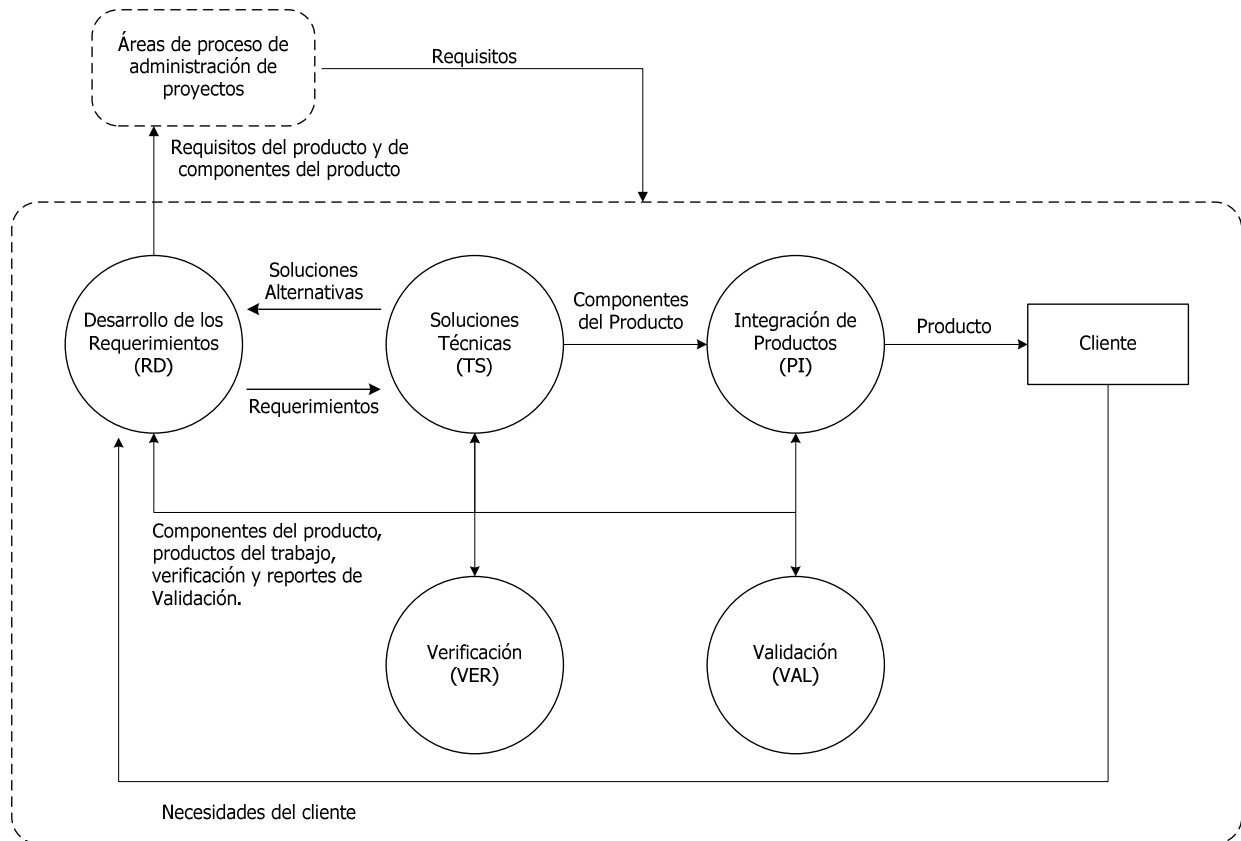 Áreas de proceso de
administración de
proyectos
Requisitos
Requisitos del producto y de
componentes del producto
Soluciones
Alternativas
Desarrollo de los
Requerimientos
(RD)
Requerimientos
Soluciones
Técnicas
(TS)
Componentes
del Producto
Integración de
Productos
(PI)
Producto
Cliente
Componentes del producto,
productos del trabajo,
verificación y reportes de
Validación.
Verificación
(VER)
Validación
(VAL)
Necesidades del cliente